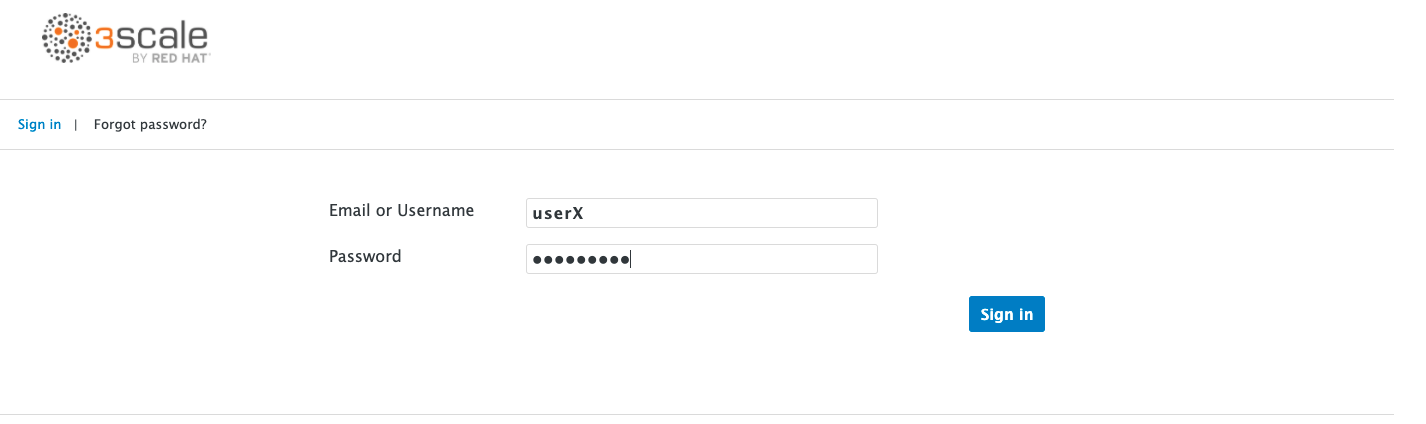 3scale
BY RED HAT
Sign in | Forgot password?
Email or Username userX
Password •••••••••
Sign in